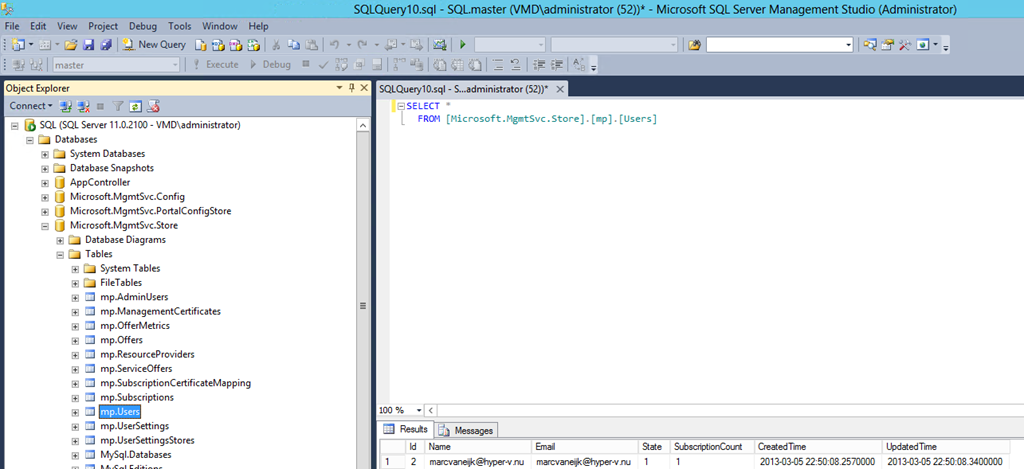 SQLQuery10.sql - SQL.master (VMD\administrator (52))* - Microsoft SQL Server Management Studio (Administrator)
File Edit View Project Debug Tools Window Help
New Query
master Execute Debug
Object Explorer
Connect
SQL (SQL Server 11.0.2100 - VMD\administrator)
Databases
System Databases
Database Snapshots
AppController
Microsoft.MgmtSvc.Config
Microsoft.MgmtSvc.PortalConfigStore
Microsoft.MgmtSvc.Store
Database Diagrams
Tables
System Tables
FileTables
mp.AdminUsers
mp.ManagementCertificates
mp.OfferMetrics
mp.Offers
mp.ResourceProviders
mp.ServiceOffers
mp.SubscriptionCertificateMapping
mp.Subscriptions
mp.Users
mp.UserSettings
mp.UserSettingsStores
MySql.Databases
MySql.Editions
SQLQuery10.sql - S...administrator (52))*
SELECT *
FROM [Microsoft.MgmtSvc.Store].[mp].[Users]
100 %
Results Messages
Id Name Email State SubscriptionCount CreatedTime UpdatedTime
1 2 marcvaneijk@hyper-v.nu marcvaneijk@hyper-v.nu 1 1 2013-03-05 22:50:08.2570000 2013-03-05 22:50:08.3400000